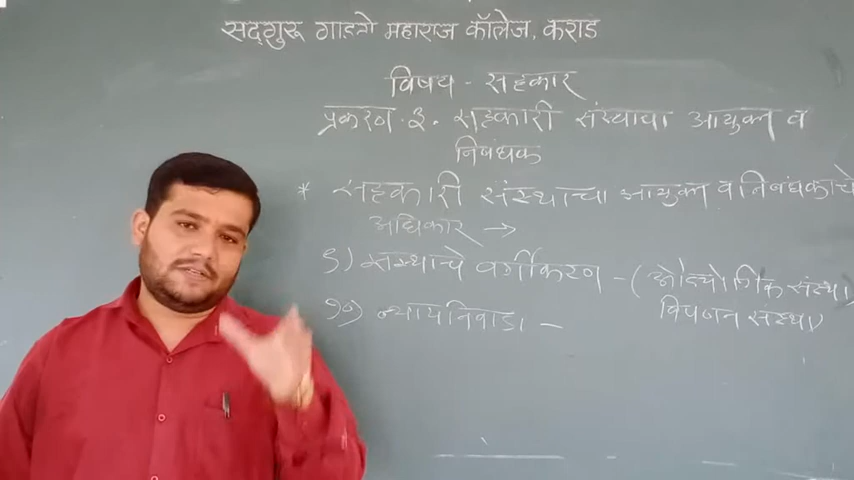 सद्‌गुरू गाडगे महाराज कॉलेज, कराड
विषय - सहकार
प्रकरण - ३. सहकारी संस्थाचा आयुक्त व
निबंधक
* सहकारी संस्थाचा आयुक्त व निबंधकाचे
अधिकार →
९) संस्थाचे वर्गीकरण - (औद्योगिक संस्था
विपणन संस्था)
१०) न्यायनिवाडा -